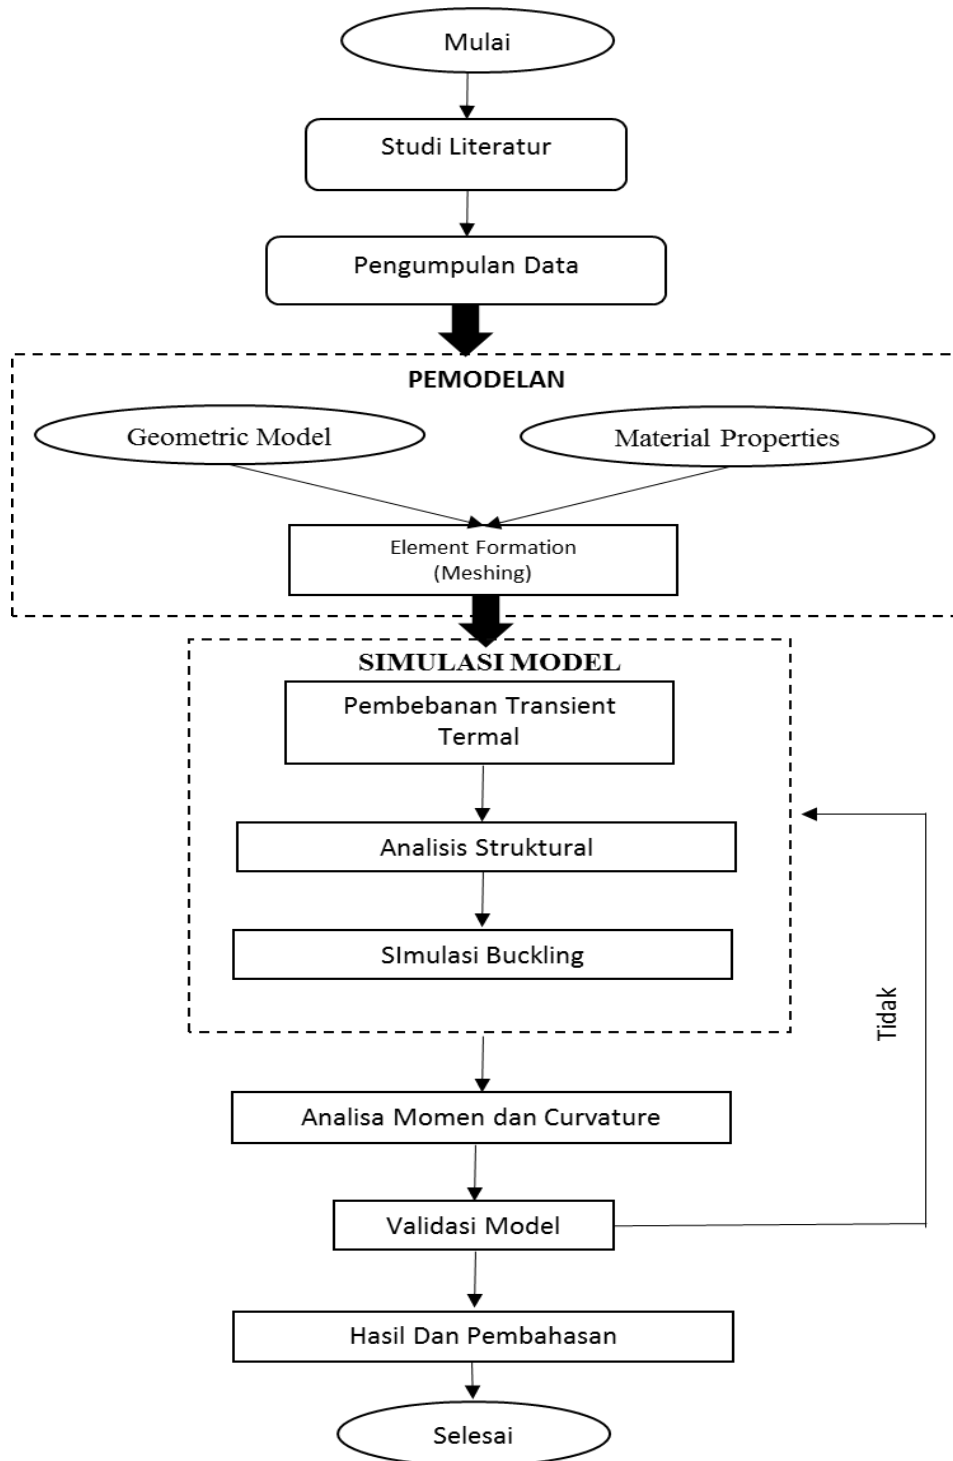 Mulai
Studi Literatur
Pengumpulan Data
PEMODELAN
Geometric Model
Material Properties
Element Formation
(Meshing)
SIMULASI MODEL
Pembebanan Transient
Termal
Analisis Struktural
SImulasi Buckling
Tidak
Analisa Momen dan Curvature
Validasi Model
Hasil Dan Pembahasan
Selesai